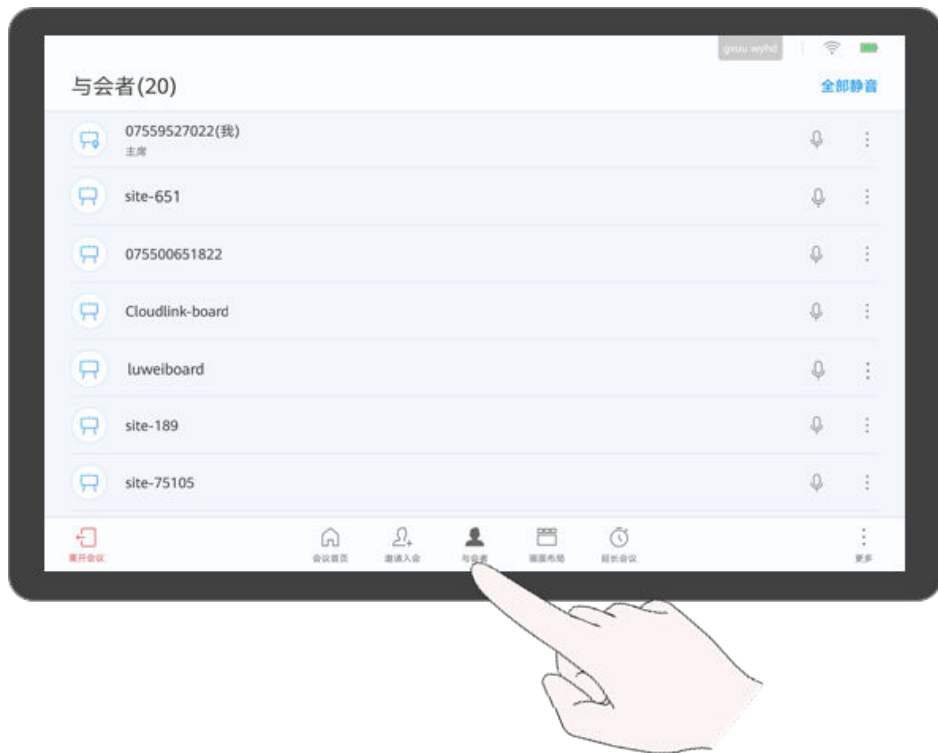 gxuu wyhd
与会者(20)
全部静音
07559527022(我)
主席
site-651
075500651822
Cloudlink-board
luweiboard
site-189
site-75105
离开会议
会议首页
邀请入会
与会者
画面布局
延长会议
更多